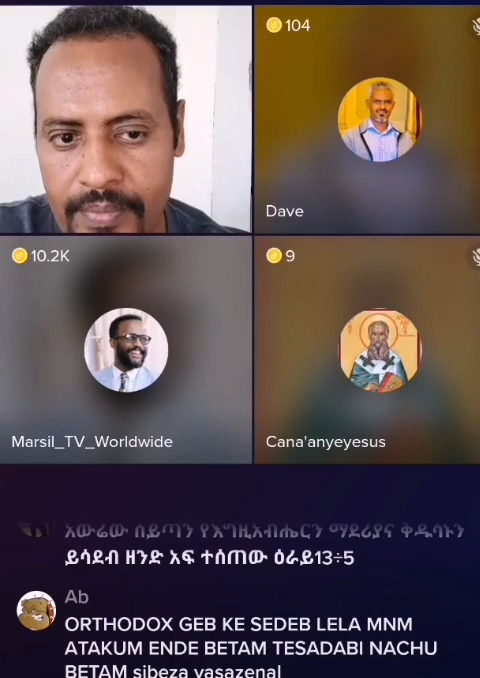 104
Dave
10.2K
9
Marsil_TV_Worldwide
Cana'anyeyesus
አውሬው ሰይጣን የእግዚአብሔርን ማደሪያና ቅዱሳኑን
ይሳደብ ዘንድ አፍ ተሰጠው ዕራይ13÷5
Ab
ORTHODOX GEB KE SEDEB LELA MNM
ATAKUM ENDE BETAM TESADABI NACHU
BETAM sibeza yasazenal